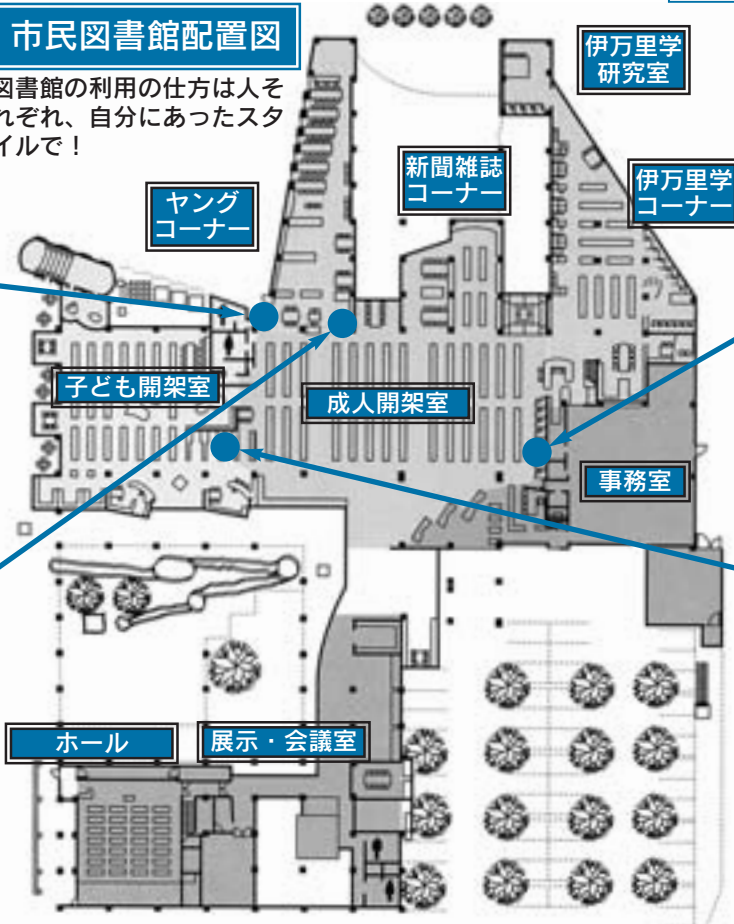 市民図書館配置図
図書館の利用の仕方は人そ
れぞれ、自分にあったスタ
イルで！
伊万里学
研究室
新聞雑誌
コーナー
伊万里学
コーナー
ヤング
コーナー
子ども開架室
成人開架室
事務室
ホール
展示・会議室